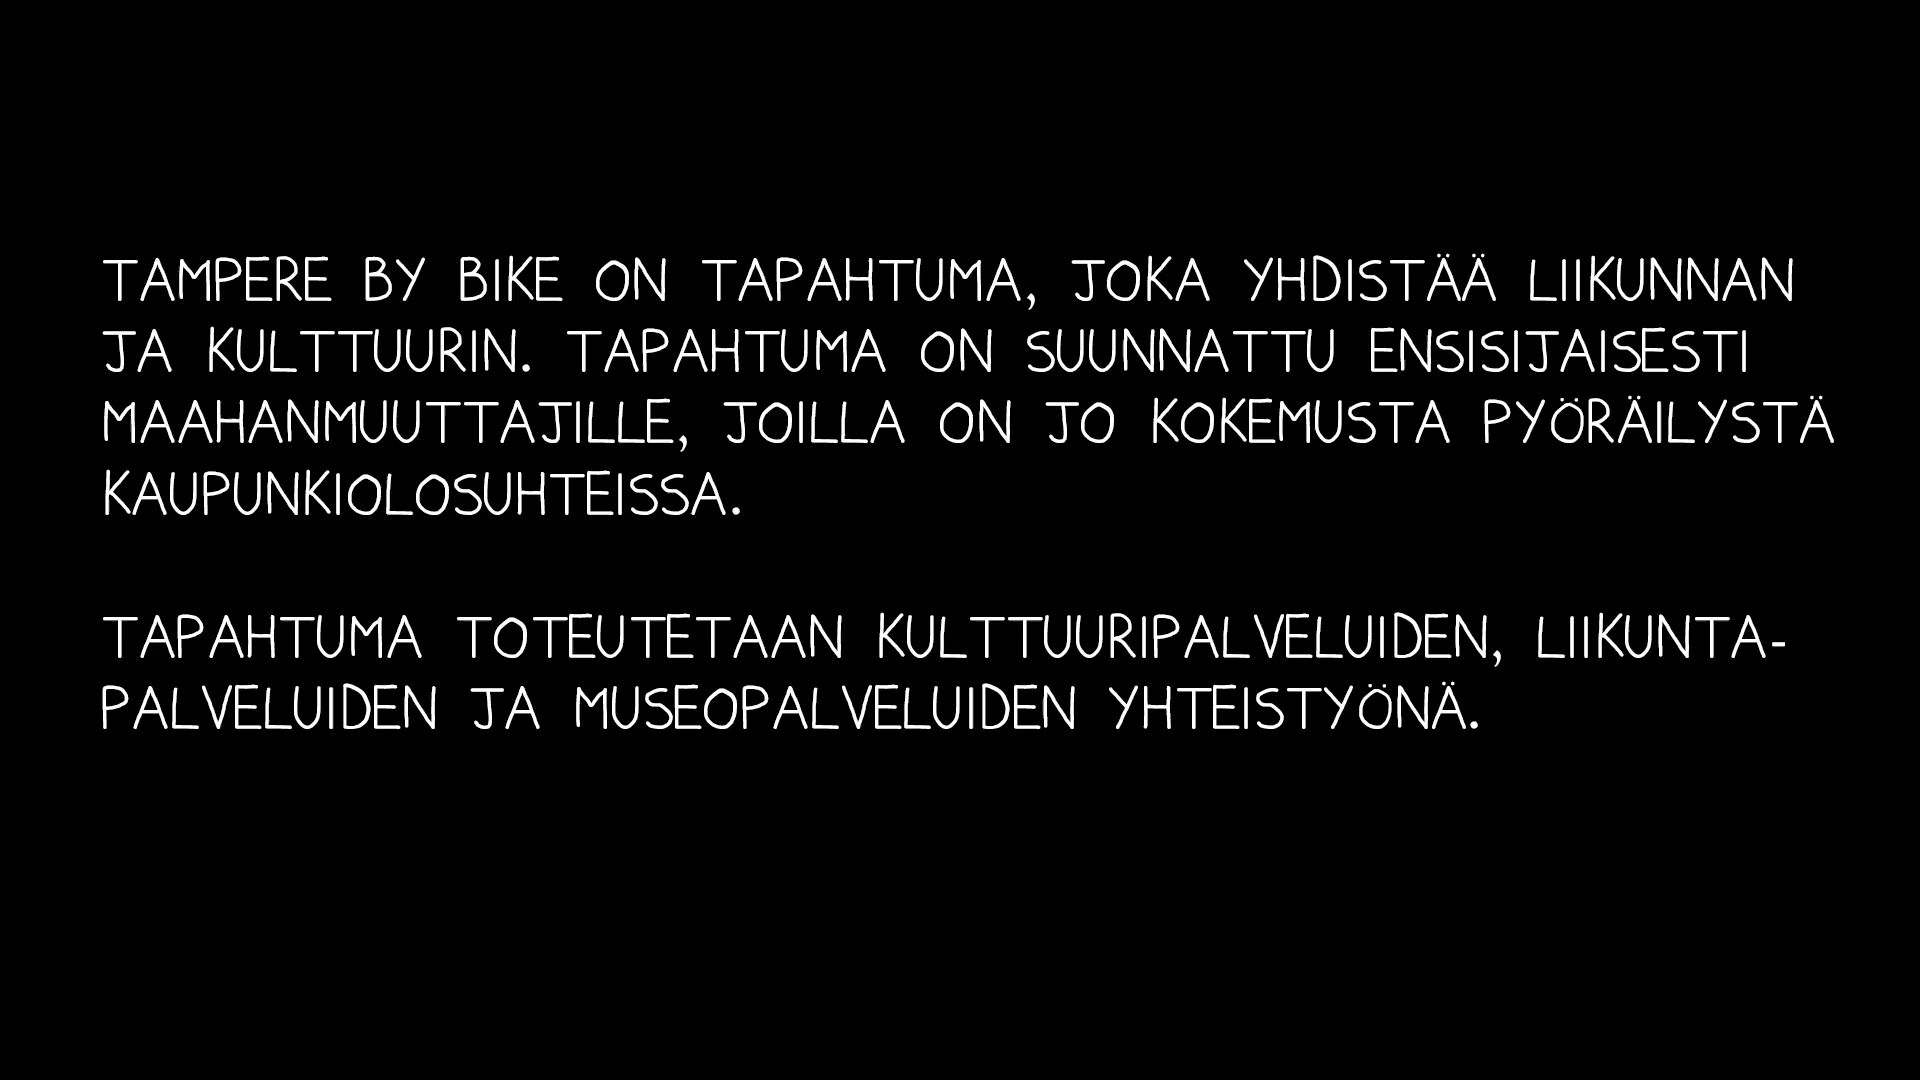 TAMPERE BY BIKE ON TAPAHTUMA, JOKA YHDISTÄÄ LIIKUNNAN
JA KULTTUURIN. TAPAHTUMA ON SUUNNATTU ENSISIJAISESTI
MAAHANMUUTTAJILLE, JOILLA ON JO KOKEMUSTA PYÖRÄILYSTÄ
KAUPUNKIOLOSUHTEISSA.
TAPAHTUMA TOTEUTETAAN KULTTUURIPALVELUIDEN, LIIKUNTA-
PALVELUIDEN JA MUSEOPALVELUIDEN YHTEISTYÖNÄ.